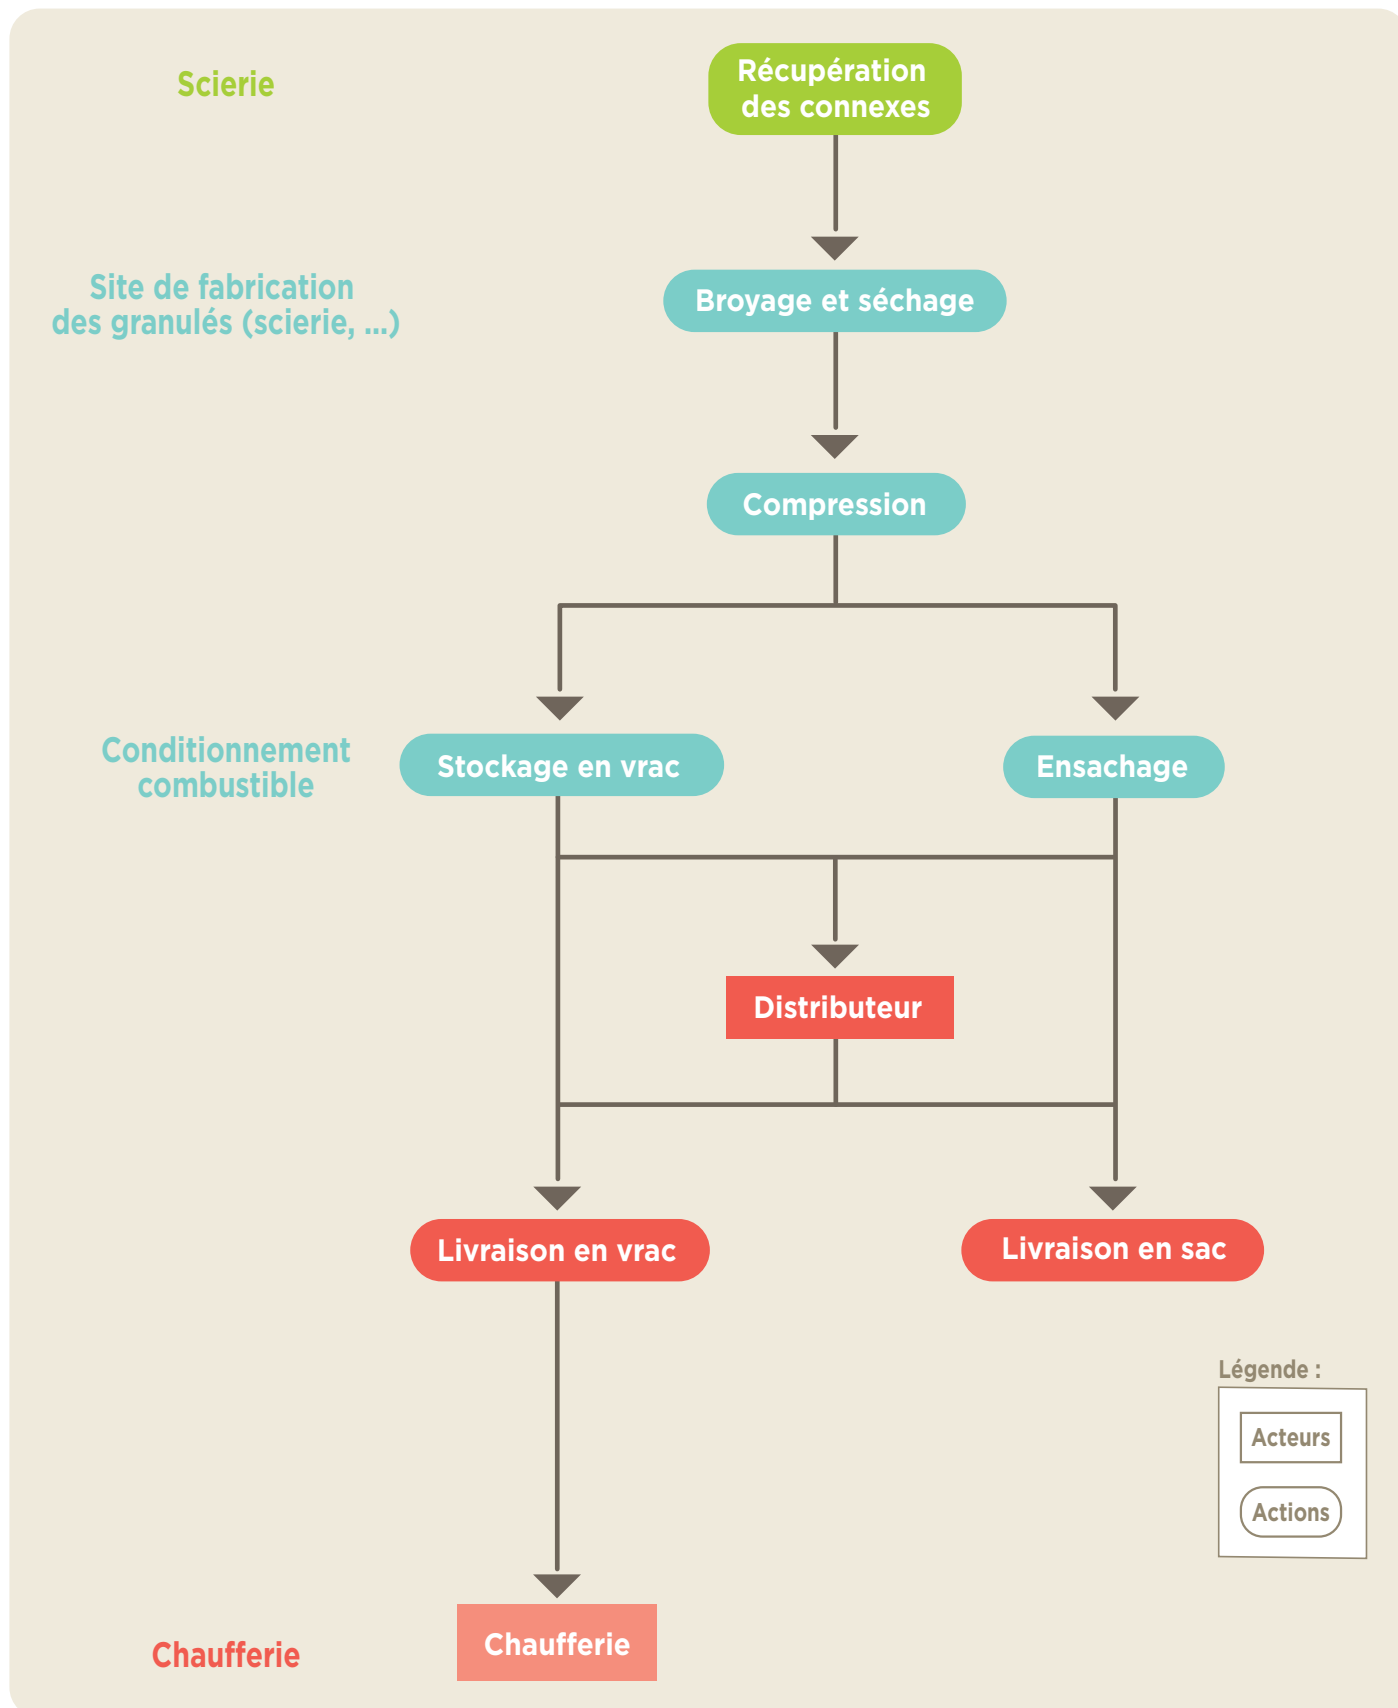 Scierie
Récupération
des connexes
Site de fabrication
des granulés (scierie, ...)
Broyage et séchage
Compression
Conditionnement
combustible
Stockage en vrac
Ensachage
Distributeur
Livraison en vrac
Livraison en sac
Légende :
Acteurs
Actions
Chaufferie
Chaufferie